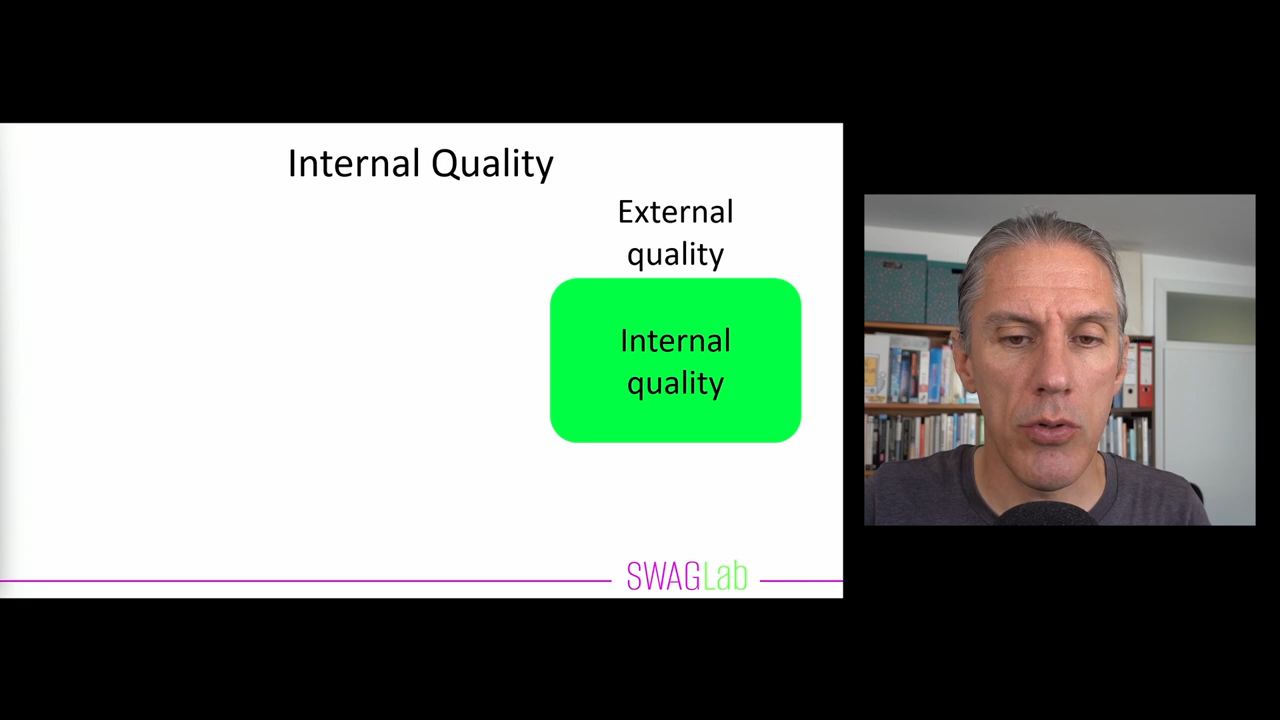 Internal Quality
External
quality
Internal
quality
SWAGLab